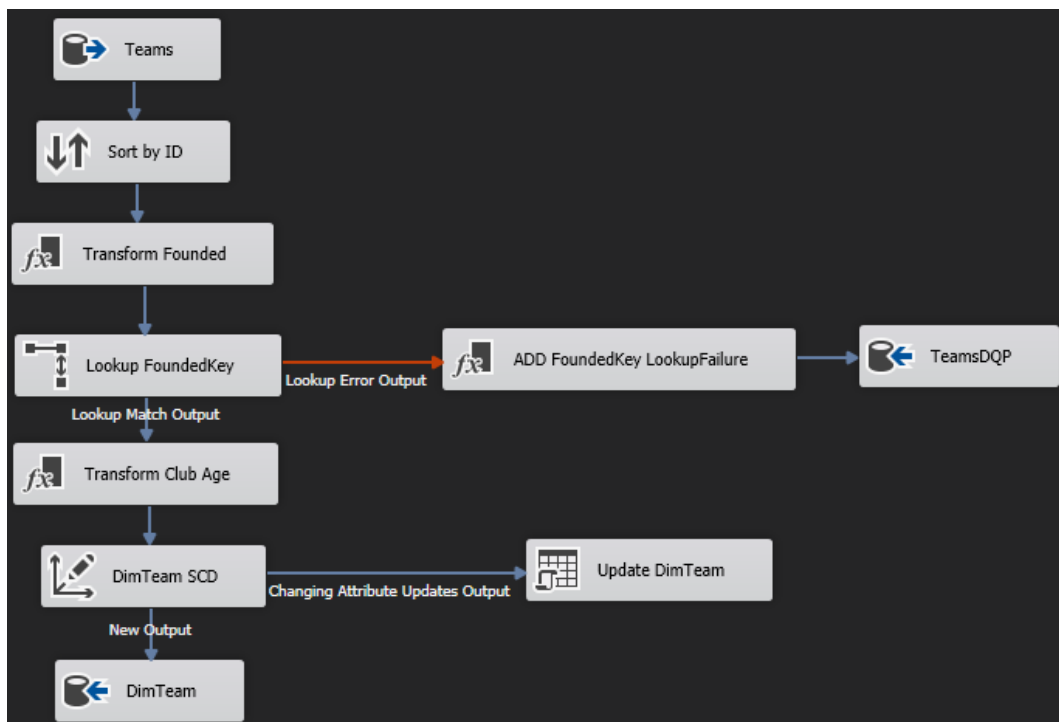 Teams
Sort by ID
Transform Founded
Lookup FoundedKey
Lookup Error Output
ADD FoundedKey LookupFailure
TeamsDQP
Lookup Match Output
Transform Club Age
DimTeam SCD
Changing Attribute Updates Output
Update DimTeam
New Output
DimTeam